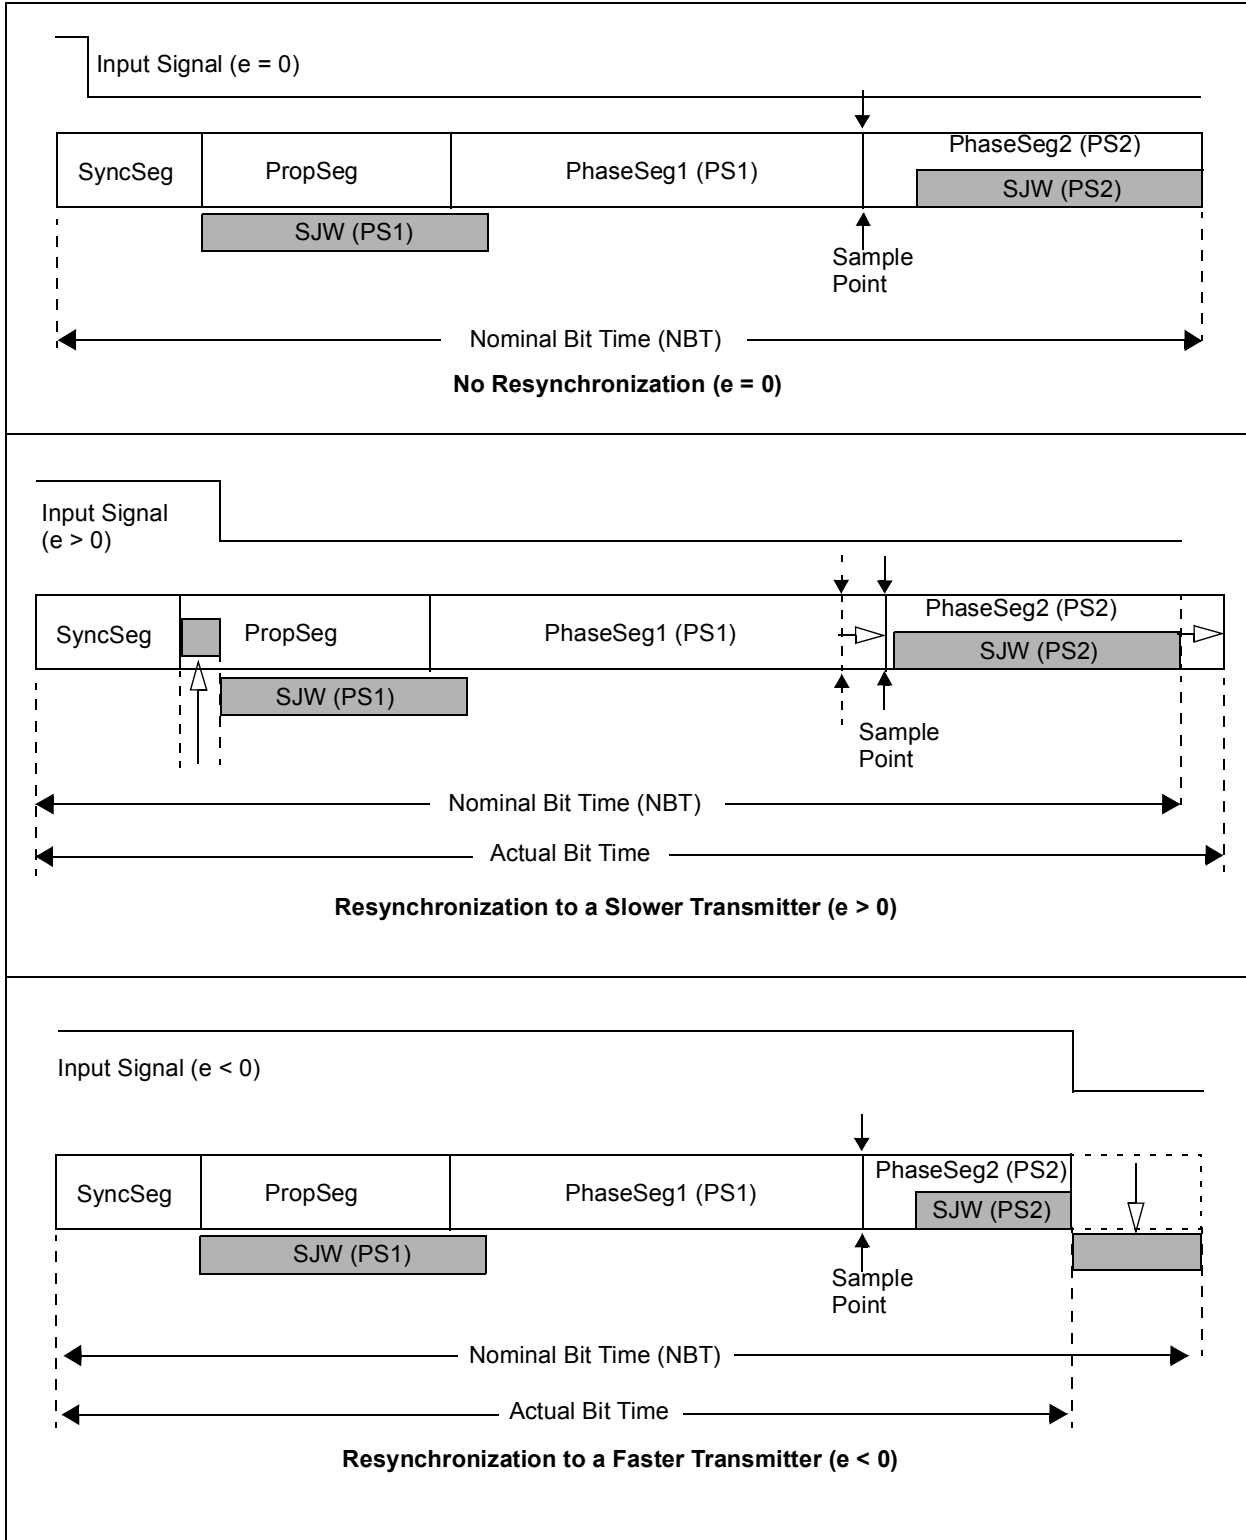 Input Signal (e = 0)
SyncSeg
PropSeg
PhaseSeg1 (PS1)
PhaseSeg2 (PS2)
SJW (PS2)
SJW (PS1)
Sample
Point
Nominal Bit Time (NBT)
No Resynchronization (e = 0)
Input Signal
(e > 0)
SyncSeg
PropSeg
PhaseSeg1 (PS1)
PhaseSeg2 (PS2)
SJW (PS2)
SJW (PS1)
Sample
Point
Nominal Bit Time (NBT)
Actual Bit Time
Resynchronization to a Slower Transmitter (e > 0)
Input Signal (e < 0)
SyncSeg
PropSeg
PhaseSeg1 (PS1)
PhaseSeg2 (PS2)
SJW (PS2)
SJW (PS1)
Sample
Point
Nominal Bit Time (NBT)
Actual Bit Time
Resynchronization to a Faster Transmitter (e < 0)